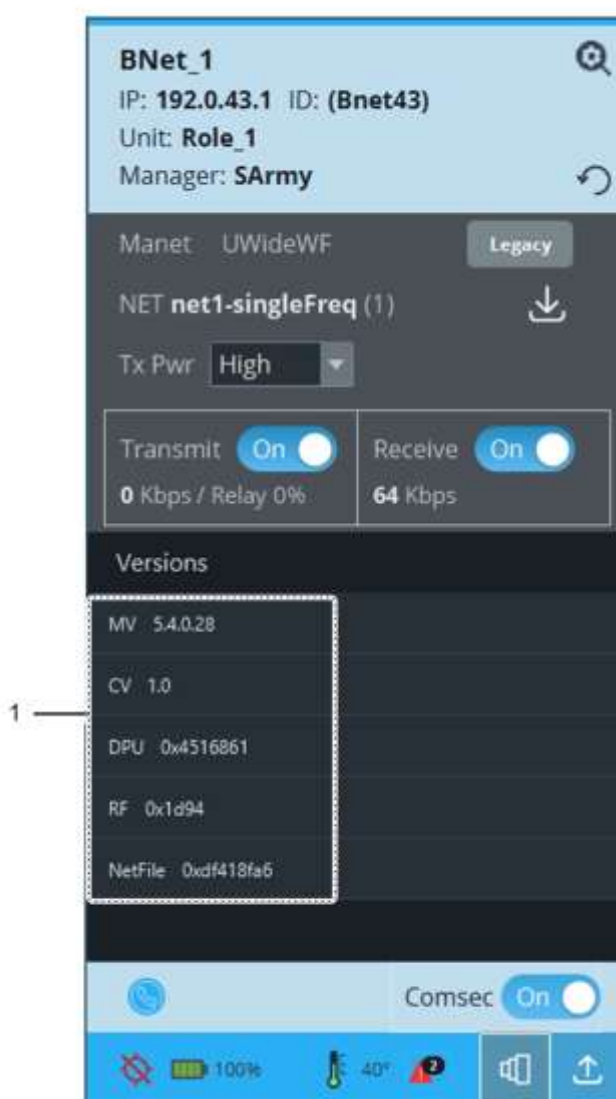 BNet_1
IP: 192.0.43.1 ID: (Bnet43)
Unit: Role_1
Manager: SArmy
Manet UWideWF Legacy
NET net1-singleFreq (1)
Tx Pwr High
Transmit On Receive On
0 Kbps / Relay 0% 64 Kbps
Versions
MV 5.4.0.28
CV 1.0
1
DPU 0x4516861
RF 0x1d94
NetFile 0xdf418fa6
Comsec On
100% 40° 2